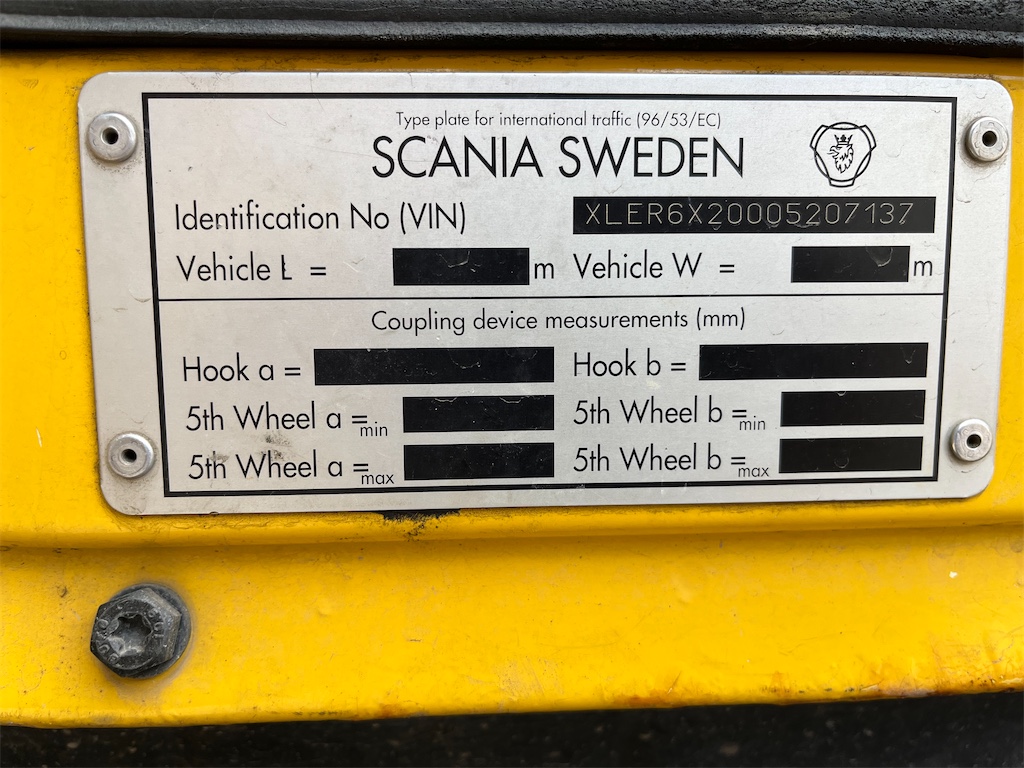 Type plate for international traffic (96/53/EC)
SCANIA SWEDEN
Identification No (VIN) XLER6X20005207137
Vehicle L = m Vehicle W = m
Coupling device measurements (mm)
Hook a = Hook b =
5th Wheel a =min 5th Wheel b =min
5th Wheel a =max 5th Wheel b =max